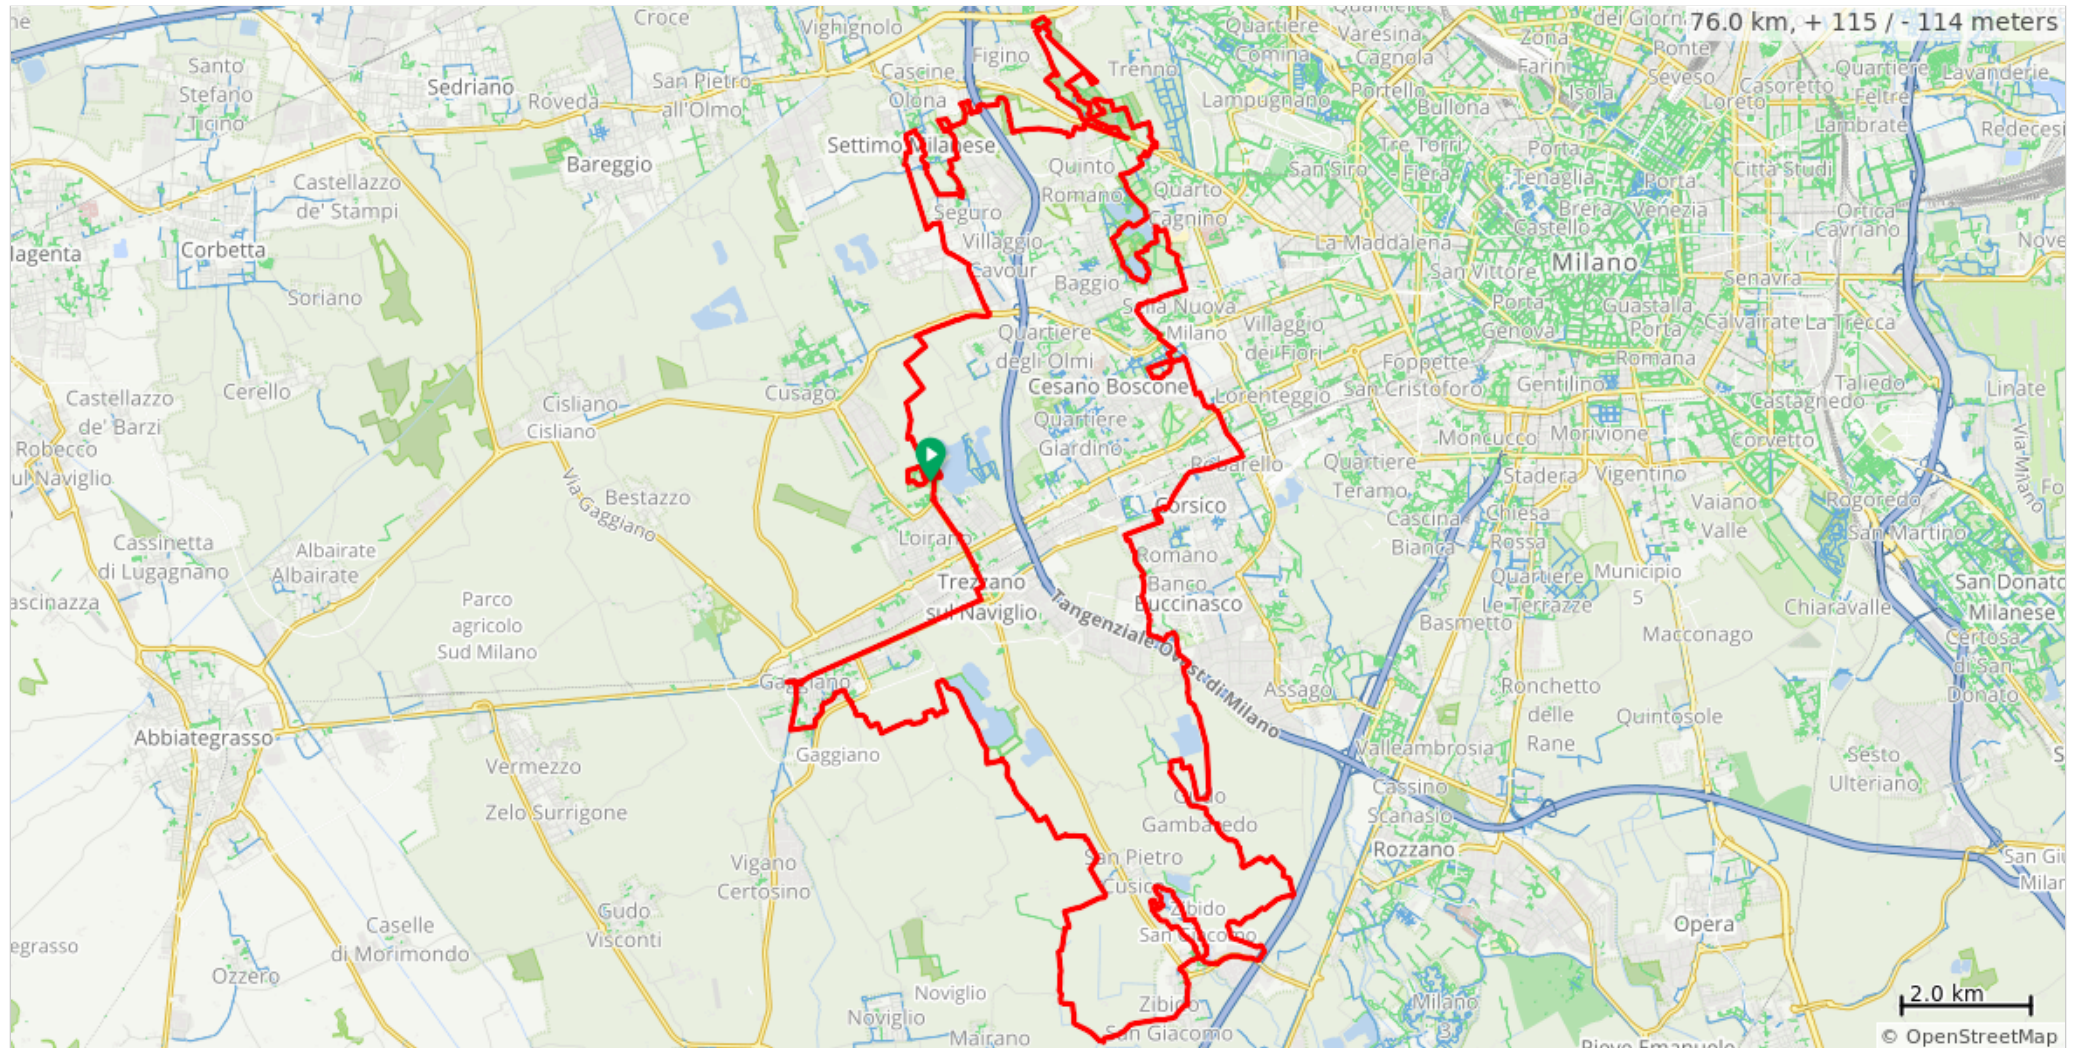 76.0 km, + 115 / - 114 meters
Croce
Vighignolo
Figino
Quartiere
Comina
Varesina
Cagnola
Zona
Farini
Ponte
Seveso
Quartiere
Feltre
Lavanderie
Santo
Stefano
Ticino
Sedriano
Roveda
San Pietro
all'Olmo
Cascine
Olona
Trenno
Lampugnano
Portello
Bullona
Isola
Loreto
Casoretto
Lambrate
Settimo Milanese
Bareggio
Castellazzo
de' Stampi
Quinto
Romano
San Siro
Tre Torri
- Fiera
Porta
Tenaglia
Porta
Venezia
Città Studi
Quarto
Cagnino
Seguro
Brera
Castello
Ortica
Cavriano
Corbetta
Villaggio
Cavour
La Maddalena
San Vittore
Milano
Senavra
Soriano
Baggio
Porta
Genova
Guastalla
Porta
Romana
Calvairate
La Trecca
Quartiere
degli Olmi
Milano
Villaggio
dei Fiori
Foppette
San Cristoforo
Gentilino
Cerello
Castellazzo
de' Barzi
Cisliano
Cisliano
Cusago
Cesano Boscone
Lorenteggio
Taliedo
Castagnedo
Linate
Robecco
Quartiere
Giardino
Moncucco
Morivione
Corvetto
Via Milano
Quartiere
Teramo
Stadera
Vigentino
Bestazzo
Via Gaggiano
Corsico
Cascina
Bianca
Chiesa
Rossa
Vaiano
Valle
Rogoredo
San Martino
Cassinetta
di Lugagnano
Albairate
Albairate
Loirano
Romano
Banco
Quartiere
Le Terrazze
Municipio
5
San Donato
Milanese
Trezzano
sul Naviglio
Buccinasco
Basmetto
Chiaravalle
Parco
agricolo
Sud Milano
Tangenziale Ovest di Milano
Macconago
Certosa
di San
Donato
Gaggiano
Assago
Ronchetto
delle
Rane
Quintosole
Abbiategrasso
Gaggiano
Vermezzo
Valleambrosia
Sesto
Ulteriano
Zelo Surrigone
Gambaredo
Cassino
Scanasio
Rozzano
Vigano
Certosino
San Pietro
Cusico
Gudo
Visconti
Zibido
San Giacomo
Opera
Caselle
di Morimondo
Ozzero
Noviglio
Noviglio
Mairano
Zibido
San Giacomo
Milano
3
2.0 km
© OpenStreetMap